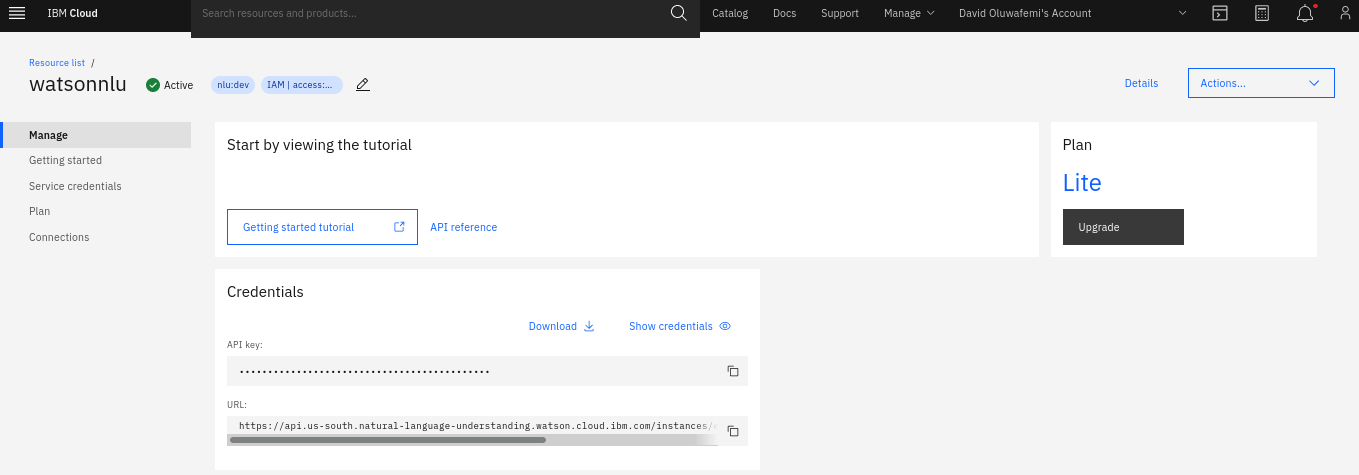 IBM Cloud Search resources and products... Catalog Docs Support Manage David Oluwafemi's Account
Resource list /
watsonnlu Active nlu:dev IAM | access:... Details Actions...
Manage
Getting started
Service credentials
Plan
Connections
Start by viewing the tutorial
Getting started tutorial API reference
Plan
Lite
Upgrade
Credentials
Download Show credentials
API key:
••••••••••••••••••••••••••••••••••••••••••••
URL:
https://api.us-south.natural-language-understanding.watson.cloud.ibm.com/instances/